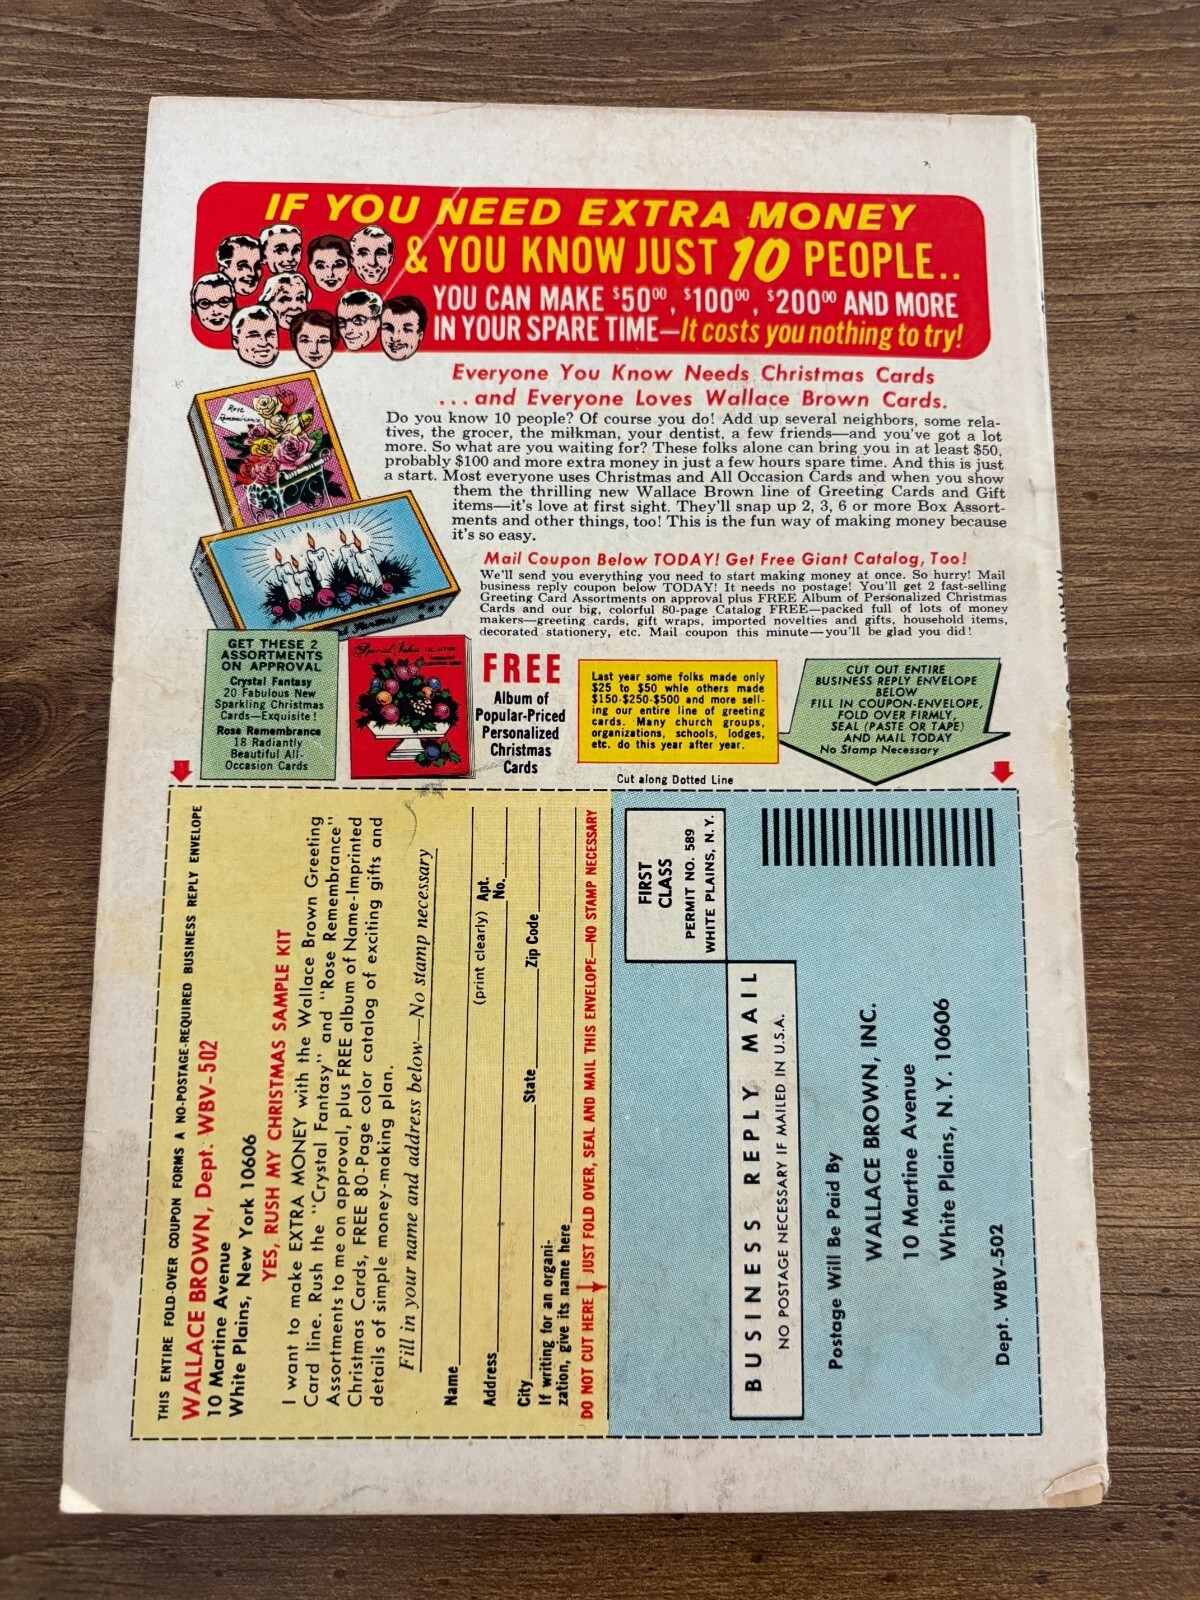 IF YOU NEED EXTRA MONEY
& YOU KNOW JUST 10 PEOPLE..
YOU CAN MAKE $50⁰⁰, $100⁰⁰, $200⁰⁰ AND MORE
IN YOUR SPARE TIME—It costs you nothing to try!
Everyone You Know Needs Christmas Cards
...and Everyone Loves Wallace Brown Cards.
Do you know 10 people? Of course you do! Add up several neighbors, some rela-
tives, the grocer, the milkman, your dentist, a few friends—and you've got a lot
more. So what are you waiting for? These folks alone can bring you in at least $50,
probably $100 and more extra money in just a few hours spare time. And this is just
a start. Most everyone uses Christmas and All Occasion Cards and when you show
them the thrilling new Wallace Brown line of Greeting Cards and Gift
items—it's love at first sight. They'll snap up 2, 3, 6 or more Box Assort-
ments and other things, too! This is the fun way of making money because
it's so easy.
Rose
Remembrance
Mail Coupon Below TODAY! Get Free Giant Catalog, Too!
We'll send you everything you need to start making money at once. So hurry! Mail
business reply coupon below TODAY! It needs no postage! You'll get 2 fast-selling
Greeting Card Assortments on approval plus FREE Album of Personalized Christmas
Cards and our big, colorful 80-page Catalog FREE—packed full of lots of money
makers—greeting cards, gift wraps, imported novelties and gifts, household items,
decorated stationery, etc. Mail coupon this minute—you'll be glad you did!
GET THESE 2
ASSORTMENTS
ON APPROVAL
Crystal Fantasy
20 Fabulous New
Sparkling Christmas
Cards—Exquisite!
Rose Remembrance
18 Radiantly
Beautiful All-
Occasion Cards
Special Value
FREE
Album of
Popular-Priced
Personalized
Christmas
Cards
Last year some folks made only
$25 to $50 while others made
$150-$250-$500 and more sell-
ing our entire line of greeting
cards. Many church groups,
organizations, schools, lodges,
etc. do this year after year.
CUT OUT ENTIRE
BUSINESS REPLY ENVELOPE
BELOW
FILL IN COUPON-ENVELOPE,
FOLD OVER FIRMLY,
SEAL (PASTE OR TAPE)
AND MAIL TODAY
No Stamp Necessary
Cut along Dotted Line
THIS ENTIRE FOLD-OVER COUPON FORMS A NO-POSTAGE-REQUIRED BUSINESS REPLY ENVELOPE
WALLACE BROWN, Dept. WBV-502
10 Martine Avenue
White Plains, New York 10606
YES, RUSH MY CHRISTMAS SAMPLE KIT
I want to make EXTRA MONEY with the Wallace Brown Greeting
Card line. Rush the "Crystal Fantasy" and "Rose Remembrance"
Assortments to me on approval, plus FREE album of Name-Imprinted
Christmas Cards, FREE 80-Page color catalog of exciting gifts and
details of simple money-making plan.
Fill in your name and address below—No stamp necessary
Name
(print clearly)
Address
Apt.
No.
City
State
Zip Code
If writing for an organi-
zation, give its name here
DO NOT CUT HERE JUST FOLD OVER, SEAL AND MAIL THIS ENVELOPE—NO STAMP NECESSARY
FIRST
CLASS
PERMIT NO. 589
WHITE PLAINS, N.Y.
BUSINESS REPLY MAIL
NO POSTAGE NECESSARY IF MAILED IN U.S.A.
Postage Will Be Paid By
WALLACE BROWN, INC.
10 Martine Avenue
White Plains, N. Y. 10606
Dept. WBV-502